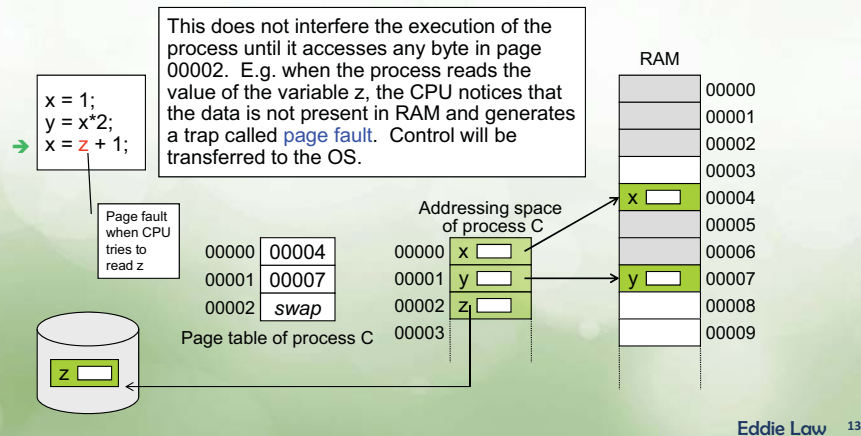 This does not interfere the execution of the
process until it accesses any byte in page
00002. E.g. when the process reads the
value of the variable z, the CPU notices that
the data is not present in RAM and generates
a trap called page fault. Control will be
transferred to the OS.
x = 1;
y = x*2;
➔ x = z + 1;
Page fault
when CPU
tries to
read z
00000 00004
00001 00007
00002 swap
Page table of process C
Addressing space
of process C
00000 x
00001 y
00002 z
00003
RAM
00000
00001
00002
00003
x 00004
00005
00006
y 00007
00008
00009
z
Eddie Law 13